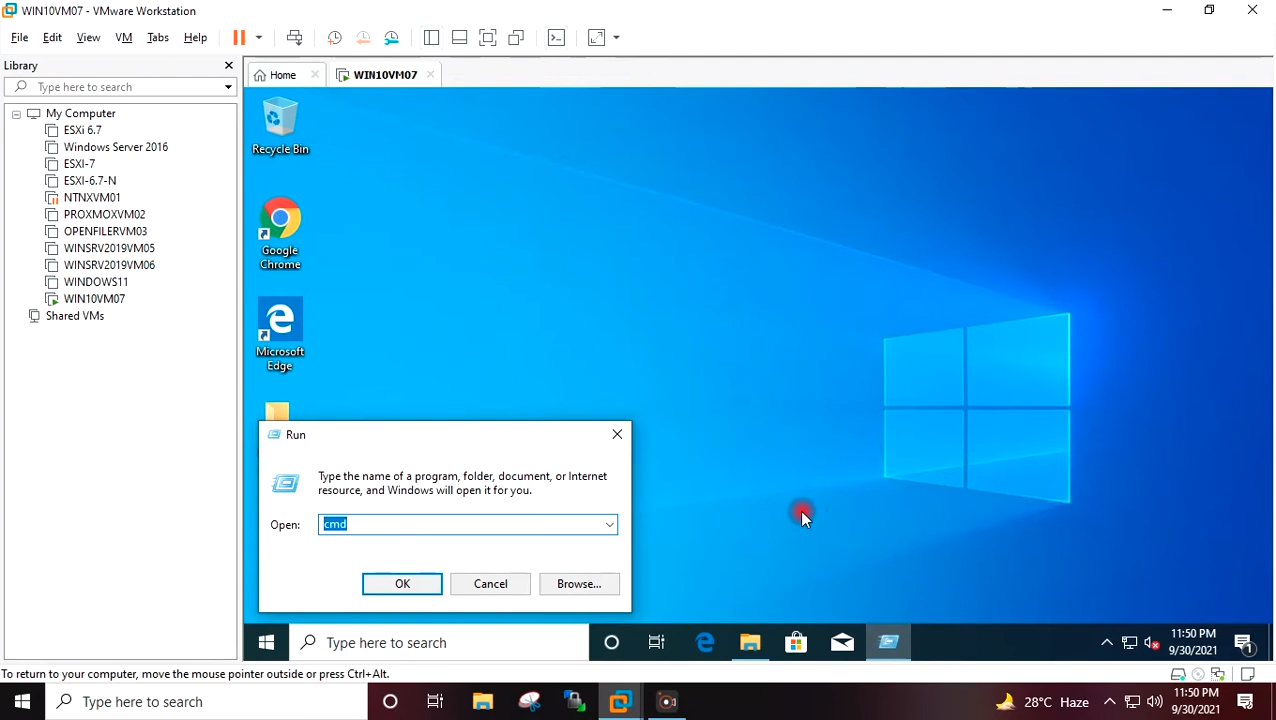 WIN10VM07 - VMware Workstation
File Edit View VM Tabs Help
Library
Type here to search
My Computer
ESXi 6.7
Windows Server 2016
ESXI-7
ESXI-6.7-N
NTNXVM01
PROXMOXVM02
OPENFILERVM03
WINSRV2019VM05
WINSRV2019VM06
WINDOWS11
WIN10VM07
Shared VMs
Home
WIN10VM07
Recycle Bin
Google
Chrome
Microsoft
Edge
Run
Type the name of a program, folder, document, or Internet
resource, and Windows will open it for you.
Open: cmd
OK Cancel Browse...
Type here to search
11:50 PM
9/30/2021
1
To return to your computer, move the mouse pointer outside or press Ctrl+Alt.
Type here to search
28°C Haze
11:50 PM
9/30/2021